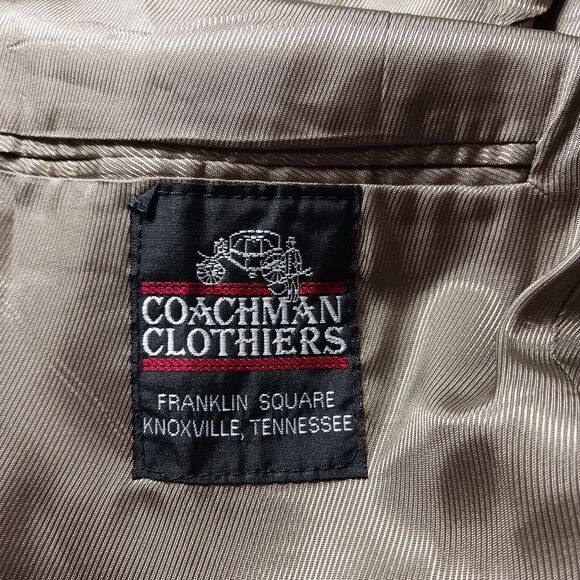 COACHMAN
CLOTHIERS
FRANKLIN SQUARE
KNOXVILLE, TENNESSEE